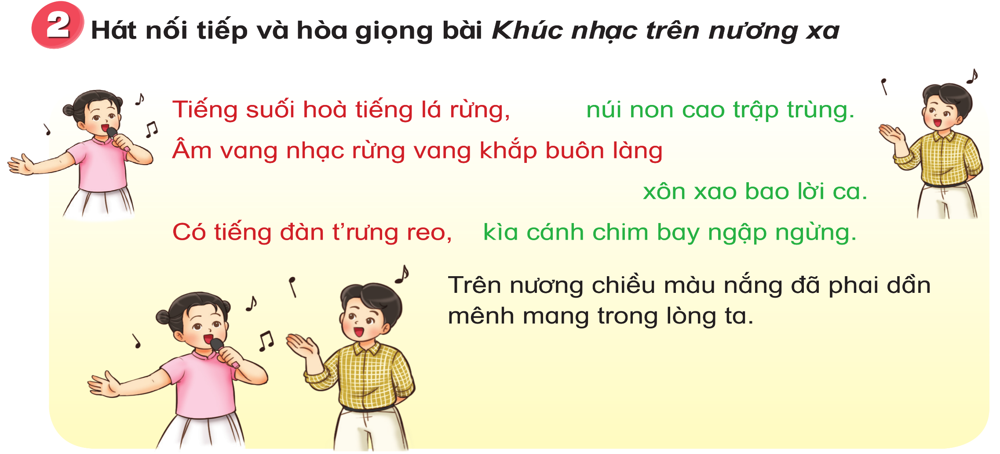 2 Hát nối tiếp và hòa giọng bài Khúc nhạc trên nương xa
Tiếng suối hoà tiếng lá rừng, núi non cao trập trùng.
Âm vang nhạc rừng vang khắp buôn làng
xôn xao bao lời ca.
Có tiếng đàn t’rưng reo, kìa cánh chim bay ngập ngừng.
Trên nương chiều màu nắng đã phai dần
mênh mang trong lòng ta.